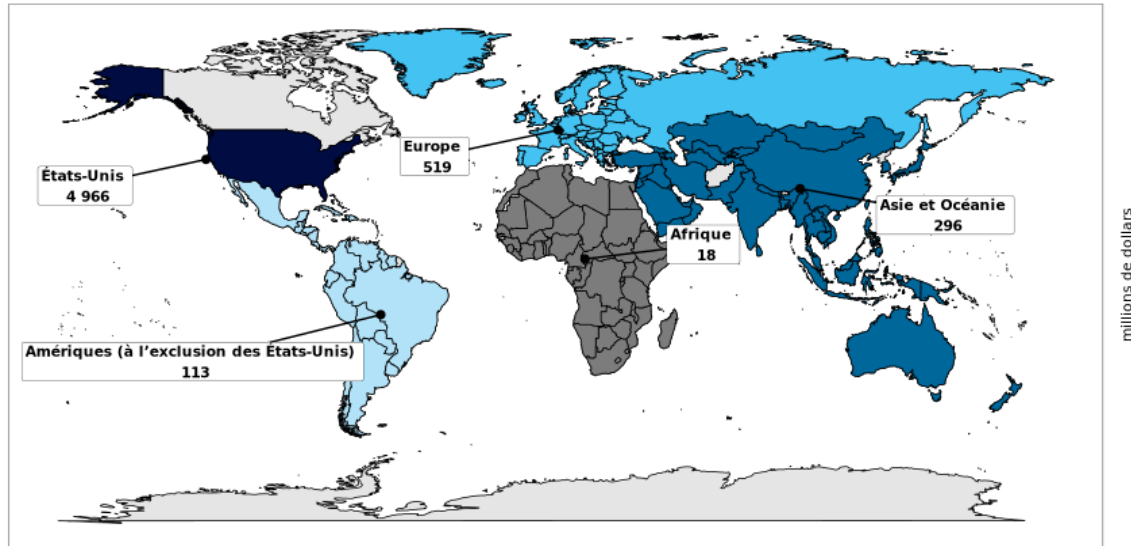 États-Unis
4 966
Europe
519
Asie et Océanie
296
Afrique
18
Amériques (à l’exclusion des États-Unis)
113
millions de dollars